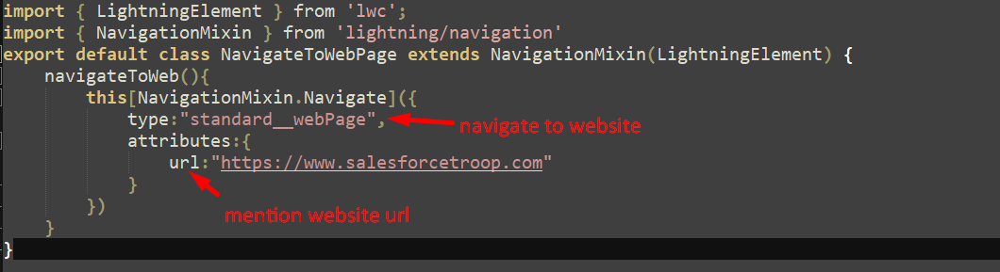 import { LightningElement } from 'lwc';
import { NavigationMixin } from 'lightning/navigation'
export default class NavigateToWebPage extends NavigationMixin(LightningElement) {
    navigateToWeb(){
        this[NavigationMixin.Navigate]({
            type:"standard__webPage",
navigate to website
            attributes:{
                url:"https://www.salesforcetroop.com"
            }
        })
mention website url
    }
}